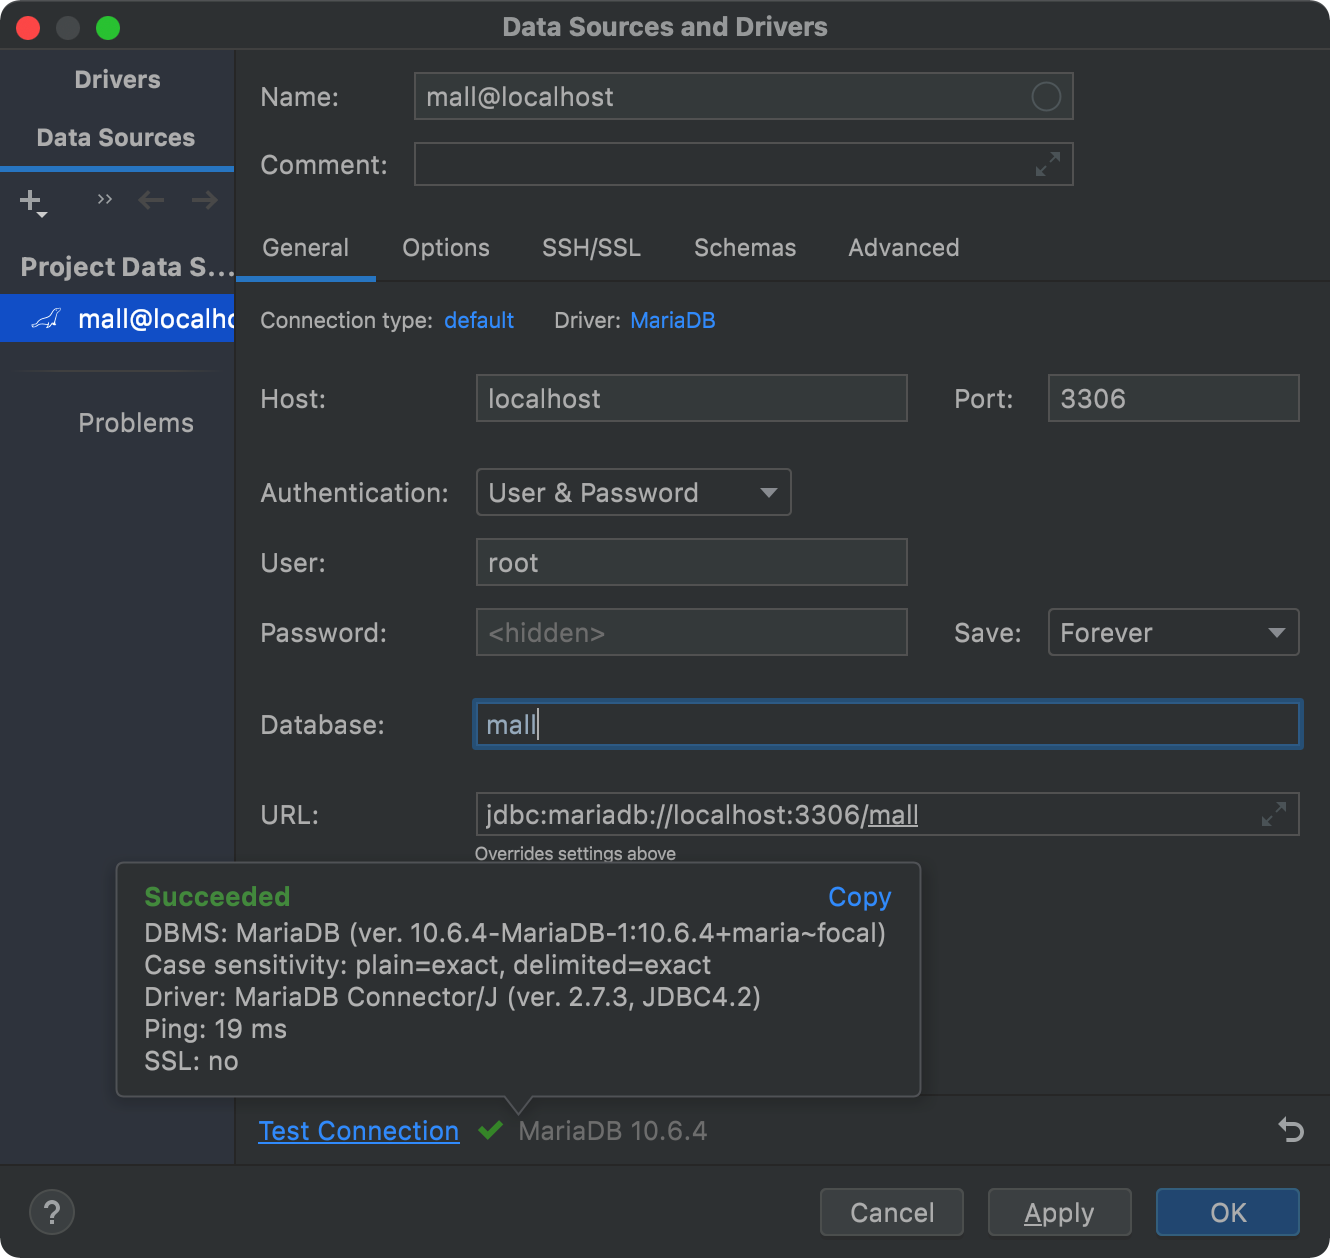 Data Sources and Drivers
Drivers
Data Sources
Project Data S...
mall@localho
Problems
Name: mall@localhost
Comment:
General Options SSH/SSL Schemas Advanced
Connection type: default Driver: MariaDB
Host: localhost Port: 3306
Authentication: User & Password
User: root
Password: <hidden> Save: Forever
Database: mall
URL: jdbc:mariadb://localhost:3306/mall
Overrides settings above
Succeeded Copy
DBMS: MariaDB (ver. 10.6.4-MariaDB-1:10.6.4+maria~focal)
Case sensitivity: plain=exact, delimited=exact
Driver: MariaDB Connector/J (ver. 2.7.3, JDBC4.2)
Ping: 19 ms
SSL: no
Test Connection MariaDB 10.6.4
? Cancel Apply OK